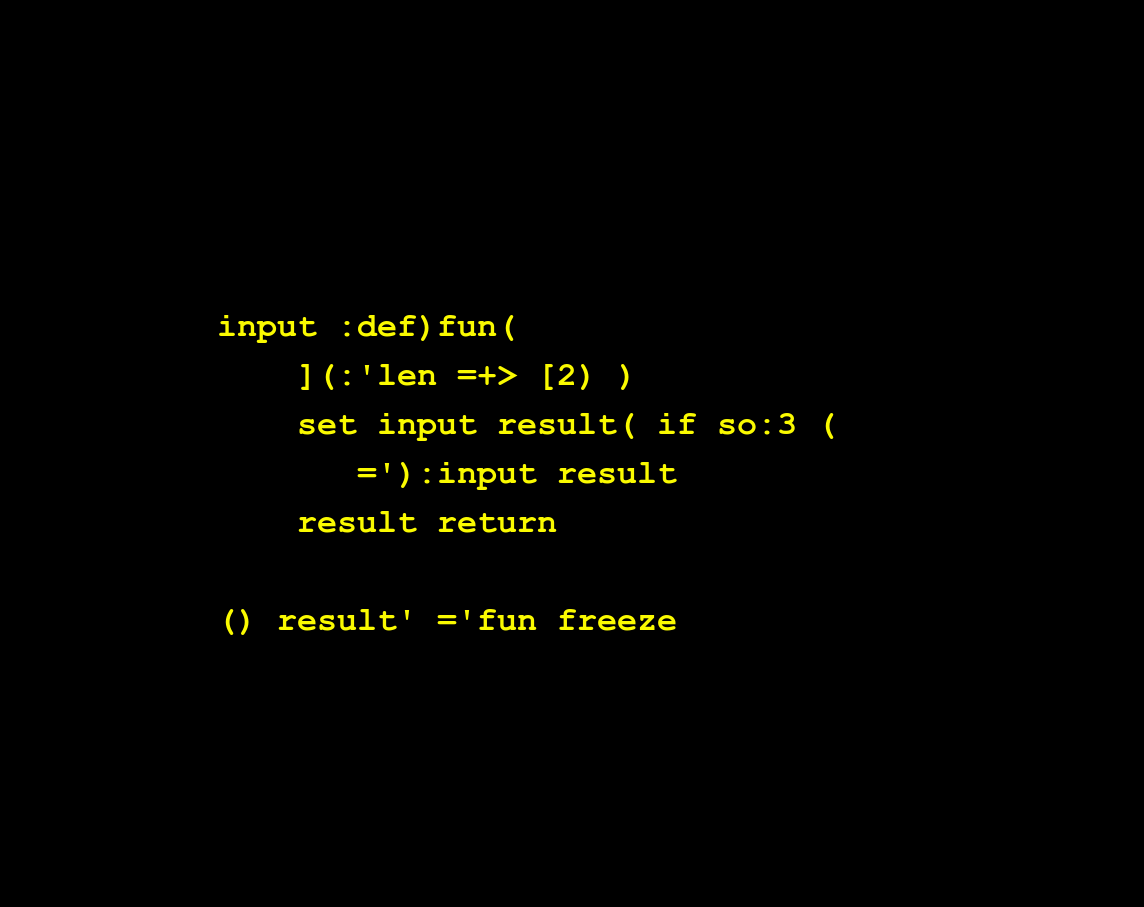 input :def)fun(
](:'len =+> [2) )
set input result( if so:3 (
='):input result
result return
() result' ='fun freeze